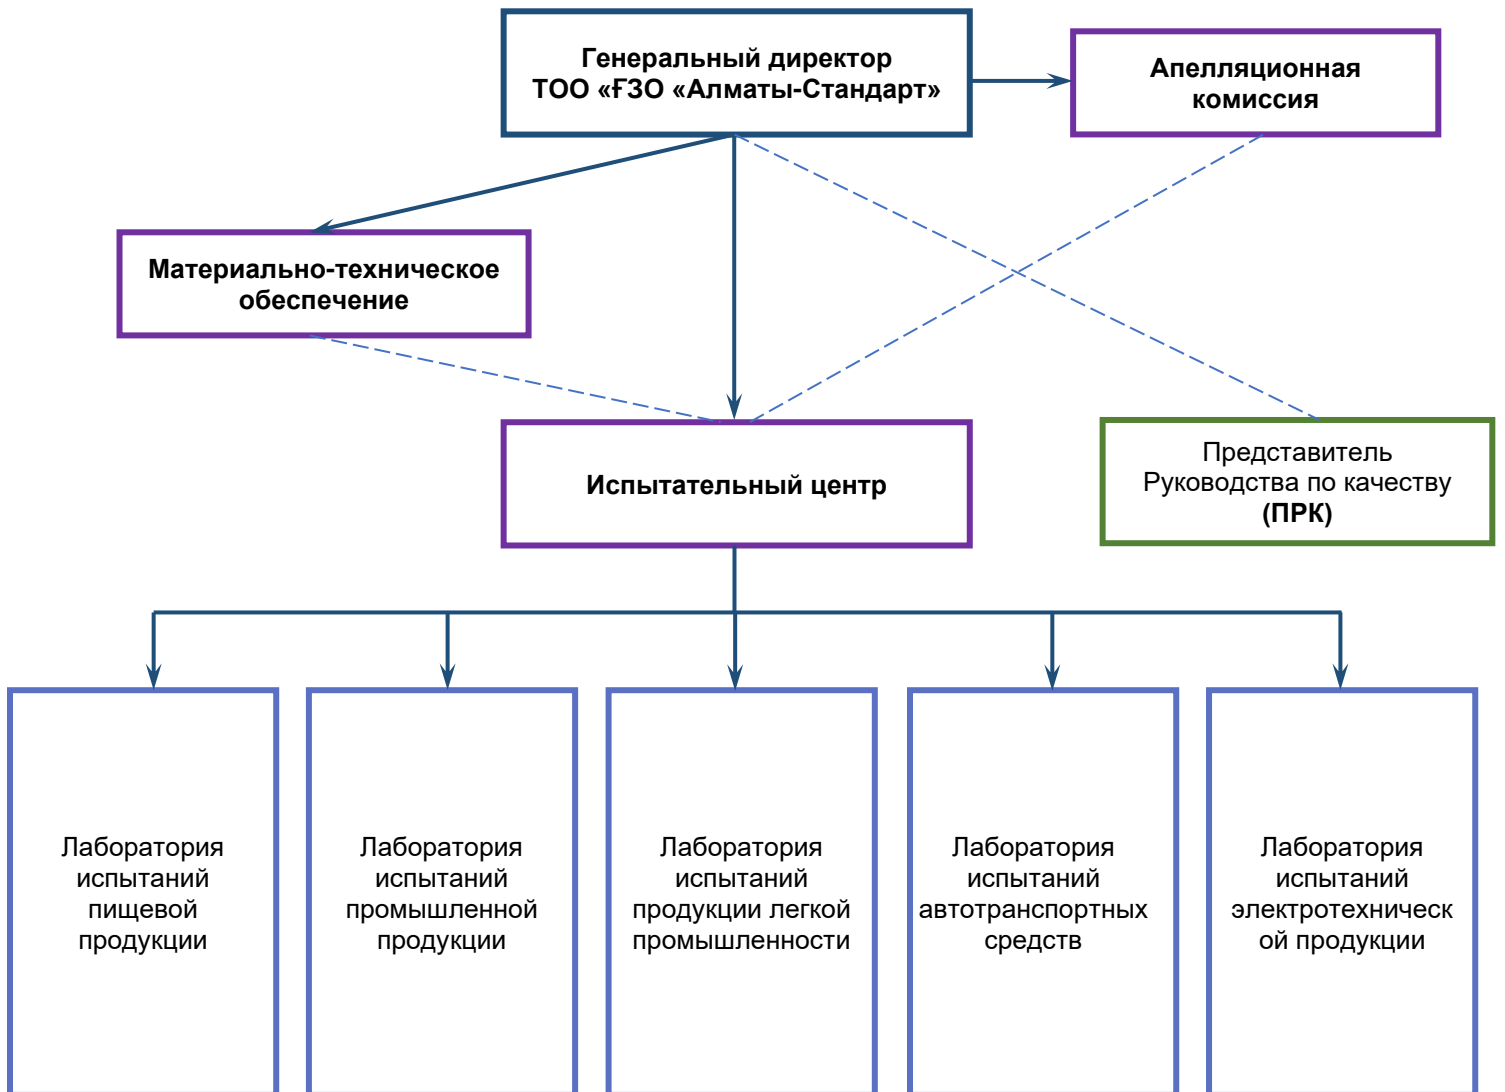 Генеральный директор
ТОО «ҒЗО «Алматы-Стандарт»
Апелляционная
комиссия
Материально-техническое
обеспечение
Испытательный центр
Представитель
Руководства по качеству
(ПРК)
Лаборатория
испытаний
пищевой
продукции
Лаборатория
испытаний
промышленной
продукции
Лаборатория
испытаний
продукции легкой
промышленности
Лаборатория
испытаний
автотранспортных
средств
Лаборатория
испытаний
электротехническ
ой продукции